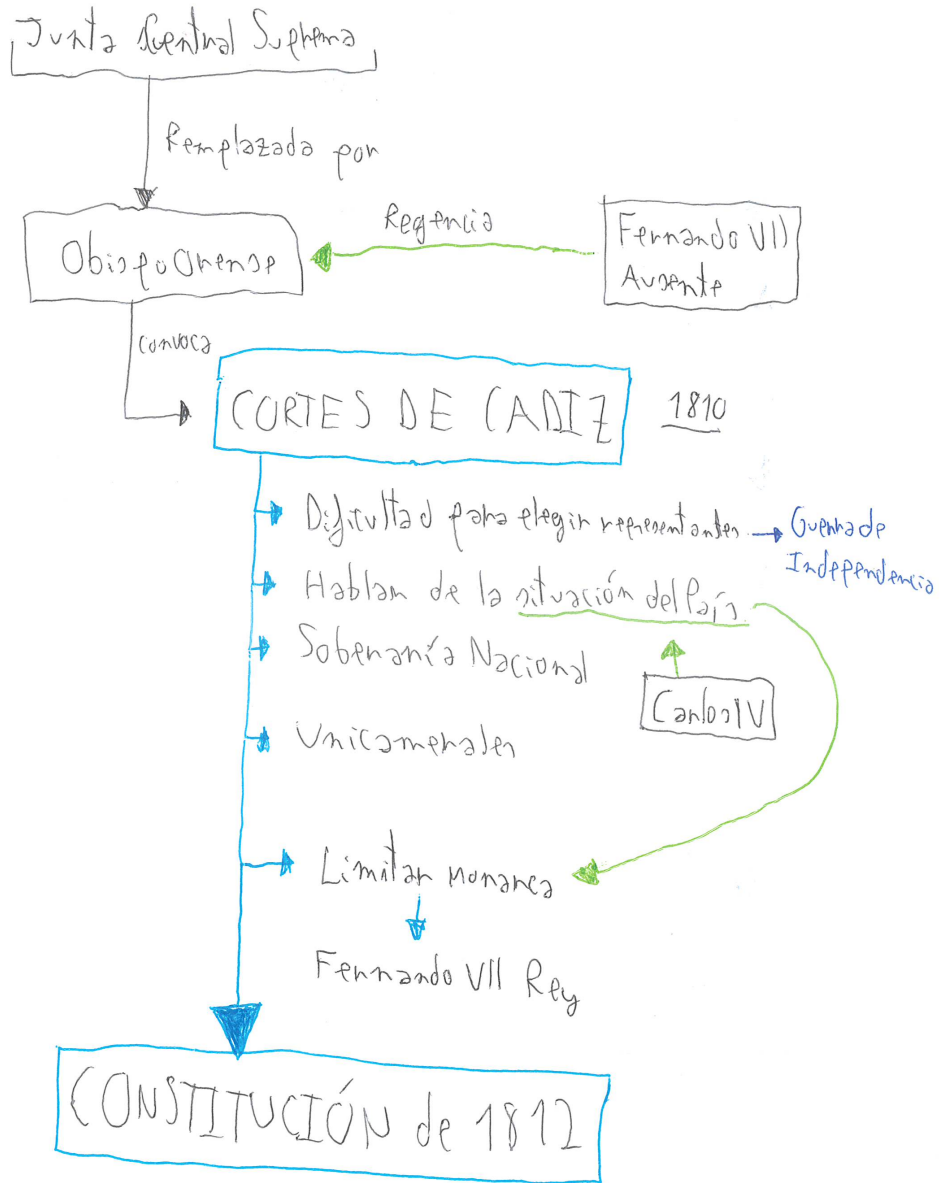 Junta Central Suprema
Remplazada por
Obispo Orense
Regencia
Fernando VII
Ausente
convoca
CORTES DE CADIZ
1810
Dificultad para elegir representantes
Guerra de
Independencia
Hablan de la situación del País
Soberanía Nacional
Carlos IV
Unicamerales
Limitar Monarca
Fernando VII Rey
CONSTITUCIÓN de 1812